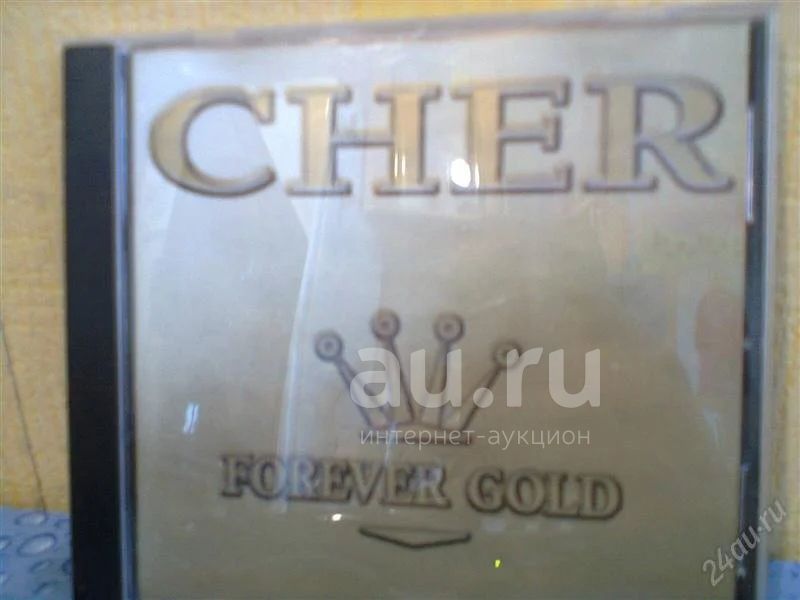 CHER
au.ru
интернет-аукцион
FOREVER GOLD
24au.ru